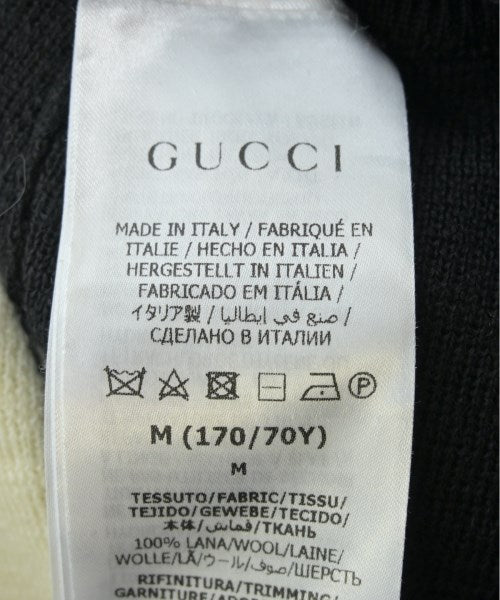 GUCCI
MADE IN ITALY / FABRIQUÉ EN
ITALIE / HECHO EN ITALIA /
HERGESTELLT IN ITALIEN /
FABRICADO EM ITÁLIA /
イタリア製 / صنع في إيطاليا /
СДЕЛАНО В ИТАЛИИ
P
M (170/70Y)
M
TESSUTO/FABRIC/TISSU/
TEJIDO/GEWEBE/TECIDO/
本体/قماش/ТКАНЬ
100% LANA/WOOL/LAINE/
WOLLE/LÃ/ウール/صوف/ШЕРСТЬ
RIFINITURA/TRIMMING/